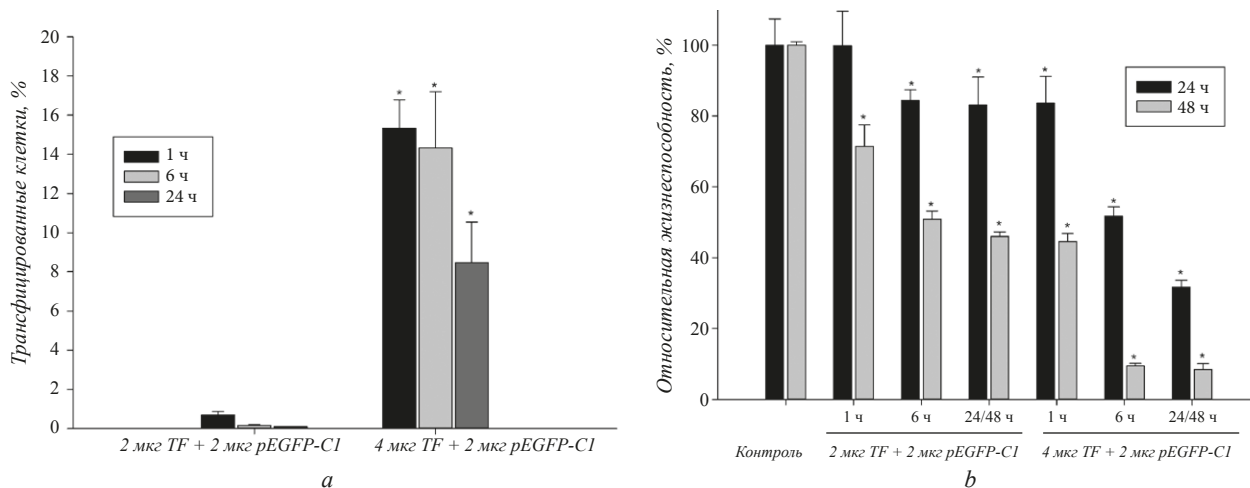 Трансфицированные клетки, %
20
18
16
14
12
10
8
6
4
2
0
1 ч
6 ч
24 ч
*
*
*
2 мкг TF + 2 мкг pEGFP-C1
4 мкг TF + 2 мкг pEGFP-C1
a
Относительная жизнеспособность, %
100
80
60
40
20
0
24 ч
48 ч
*
*
*
*
*
*
*
*
*
*
*
1 ч
6 ч
24/48 ч
1 ч
6 ч
24/48 ч
Контроль
2 мкг TF + 2 мкг pEGFP-C1
4 мкг TF + 2 мкг pEGFP-C1
b